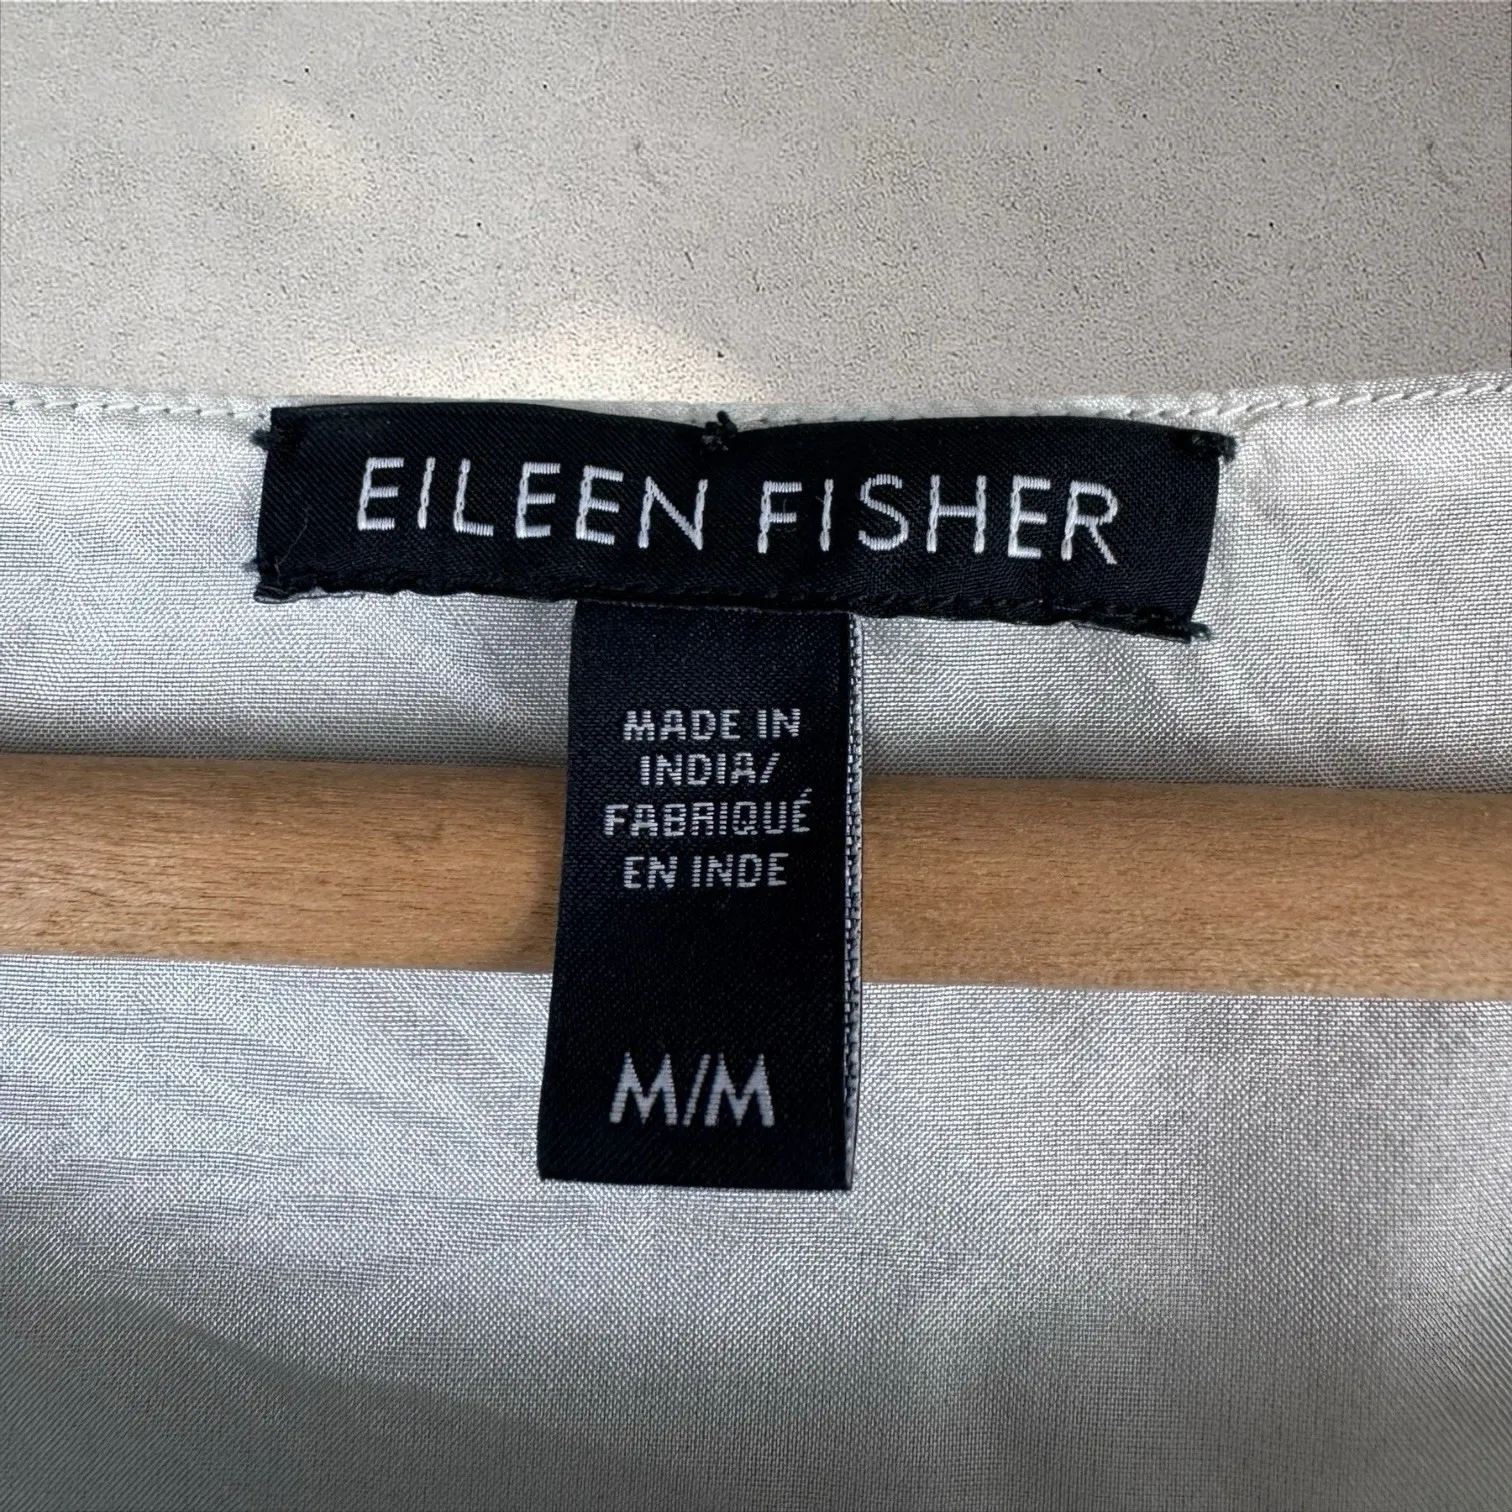 EILEEN FISHER
MADE IN
INDIA/
FABRIQUÉ
EN INDE
M/M